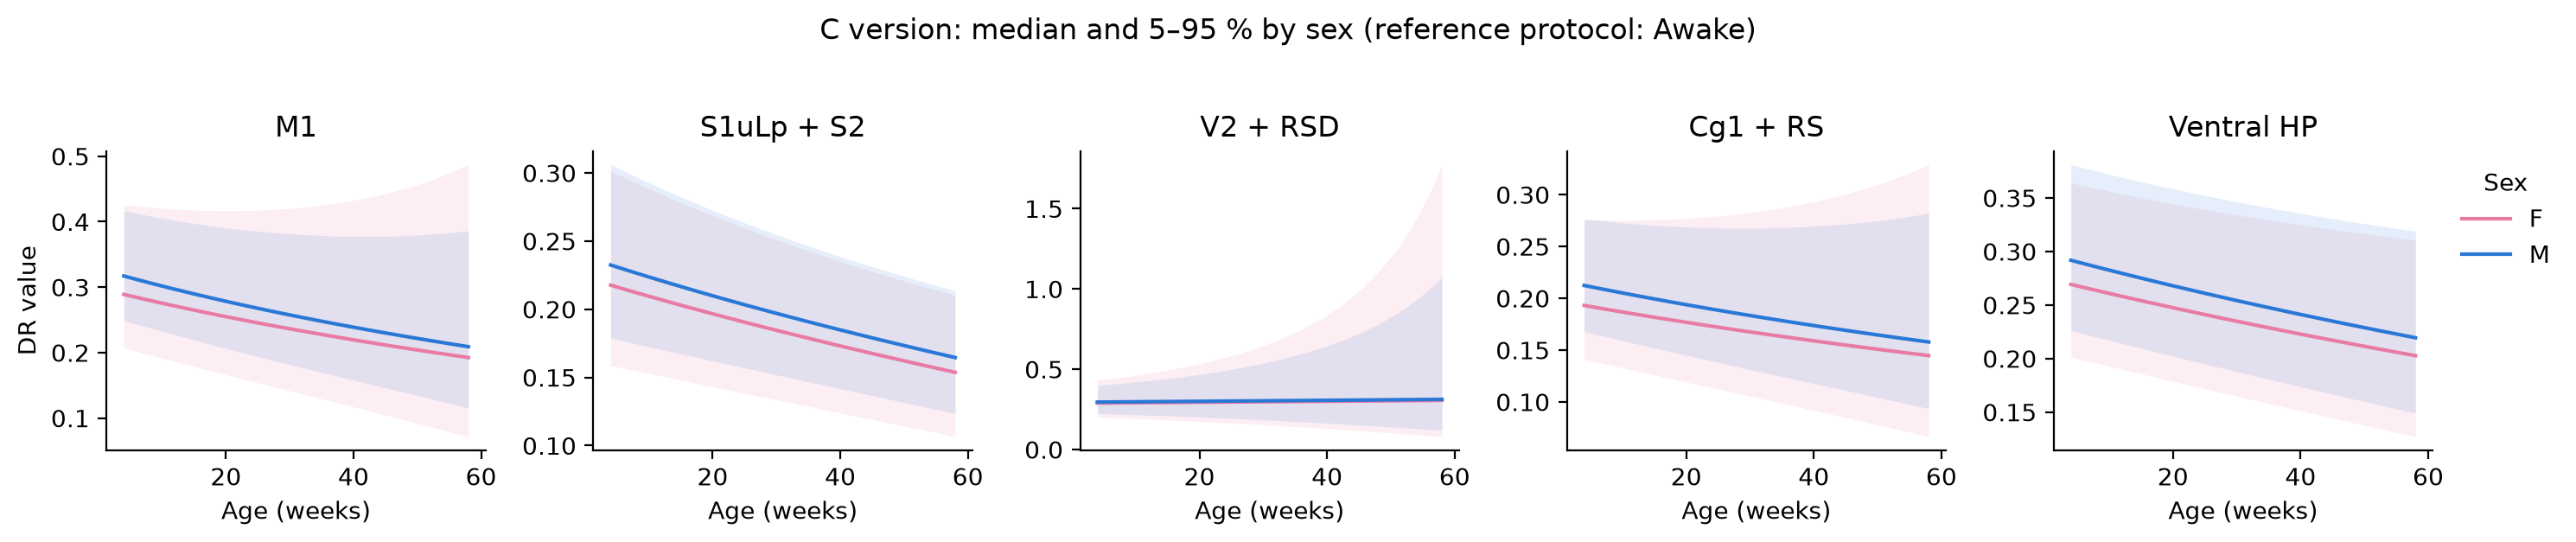 C version: median and 5–95 % by sex (reference protocol: Awake)
M1
S1uLp + S2
V2 + RSD
Cg1 + RS
Ventral HP
DR value
0.5
0.4
0.3
0.2
0.1
20 40 60
Age (weeks)
0.30
0.25
0.20
0.15
0.10
20 40 60
Age (weeks)
1.5
1.0
0.5
0.0
20 40 60
Age (weeks)
0.30
0.25
0.20
0.15
0.10
20 40 60
Age (weeks)
0.35
0.30
0.25
0.20
0.15
20 40 60
Age (weeks)
Sex
F
M